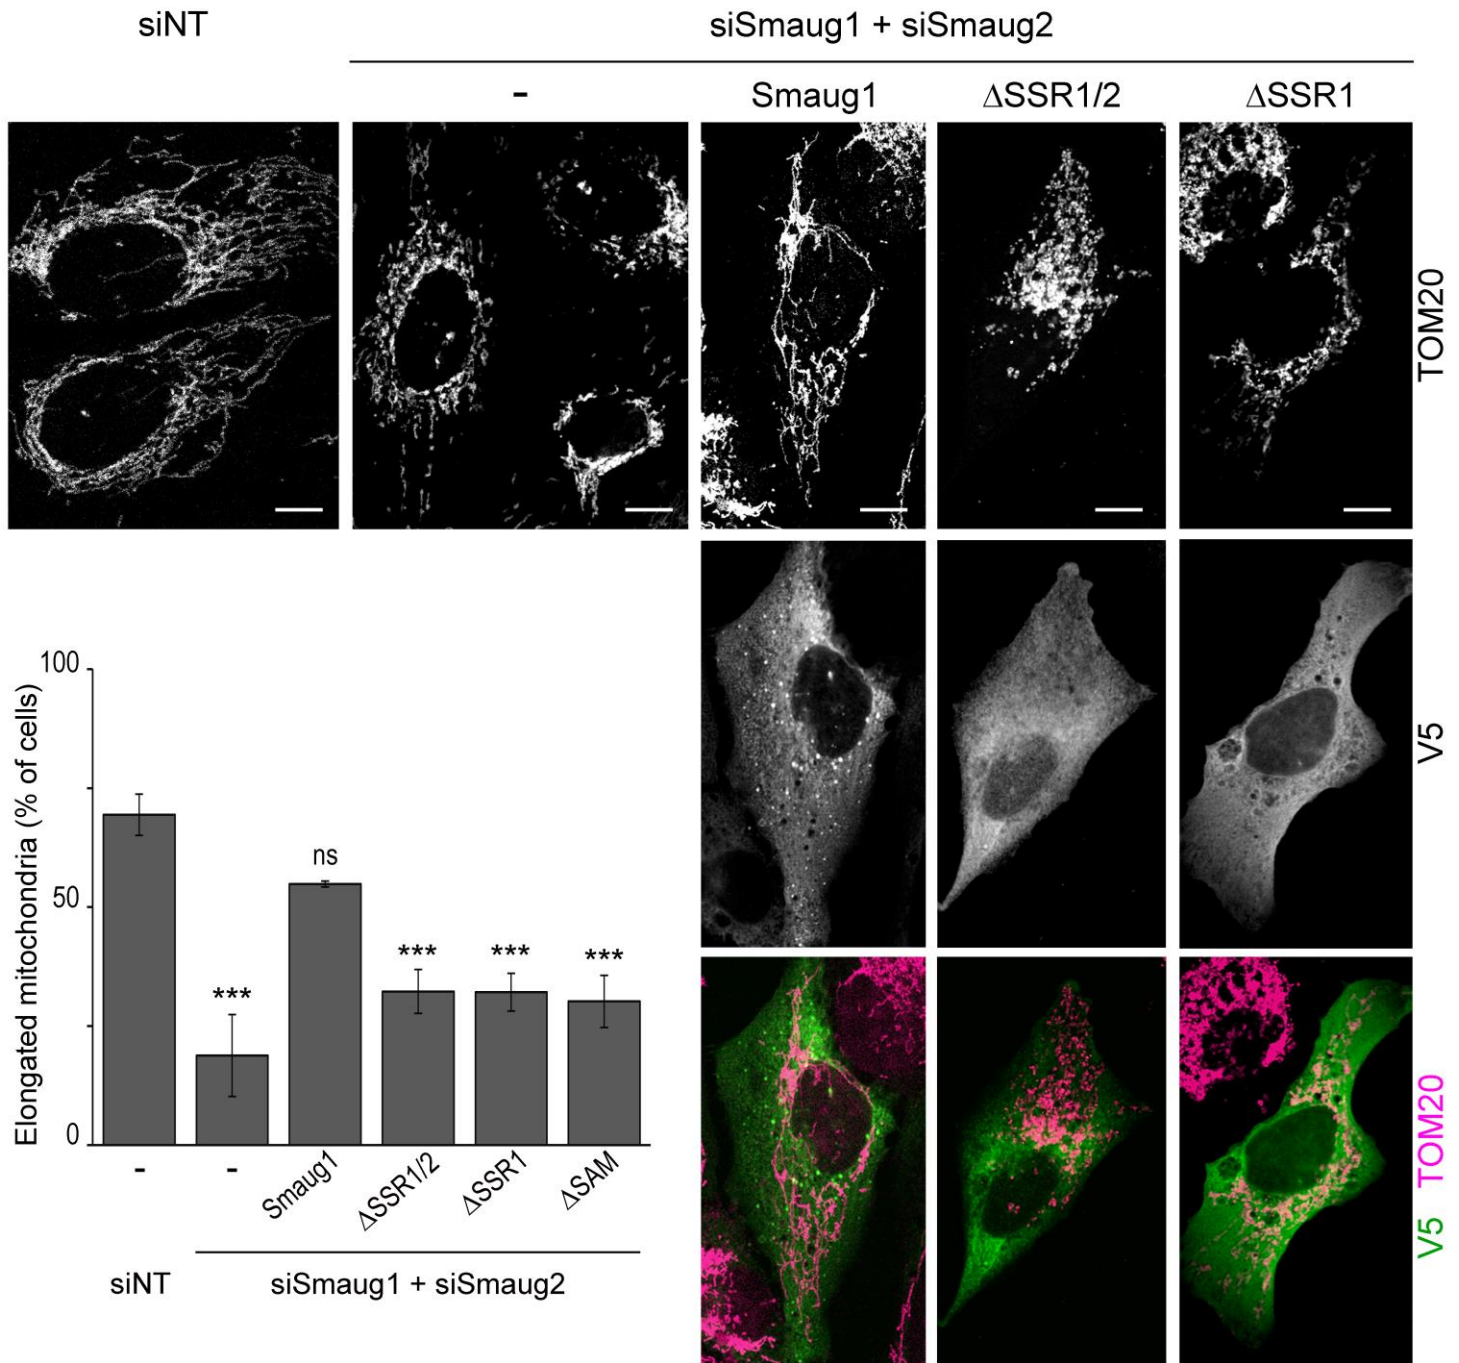 siNT
siSmaug1 + siSmaug2
-
Smaug1
ΔSSR1/2
ΔSSR1
TOM20
V5
V5 TOM20
Elongated mitochondria (% of cells)
100
50
0
***
ns
***
***
***
-
-
Smaug1
ΔSSR1/2
ΔSSR1
ΔSAM
siNT
siSmaug1 + siSmaug2